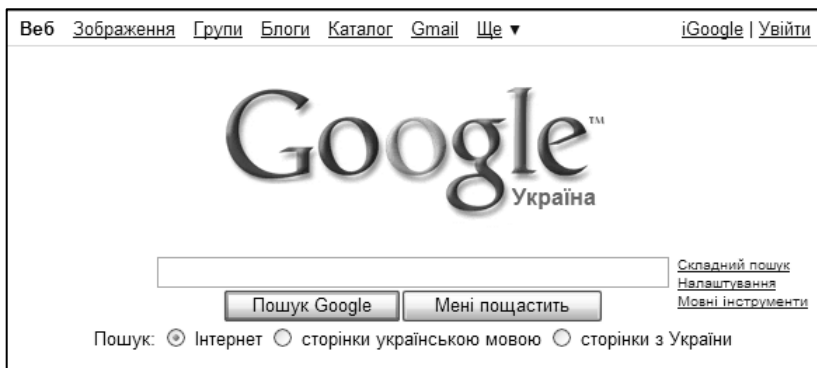 Веб Зображення Групи Блоги Каталог Gmail Ще ▼ iGoogle | Увійти
Google™
Україна
Складний пошук
Налаштування
Мовні інструменти
Пошук Google Мені пощастить
Пошук: Інтернет сторінки українською мовою сторінки з України